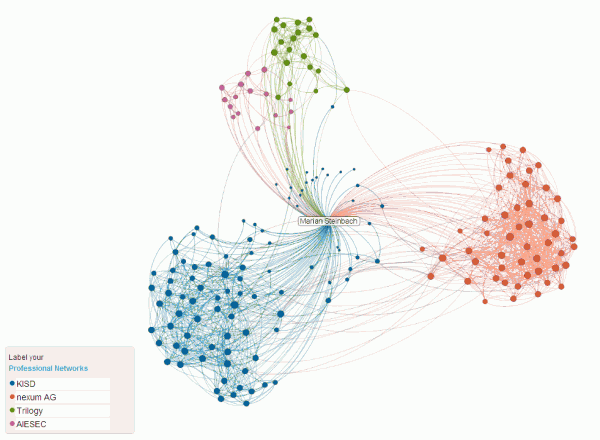 Marian Steinbach
Label your
Professional Networks
KISD
nexum AG
Trilogy
AIESEC